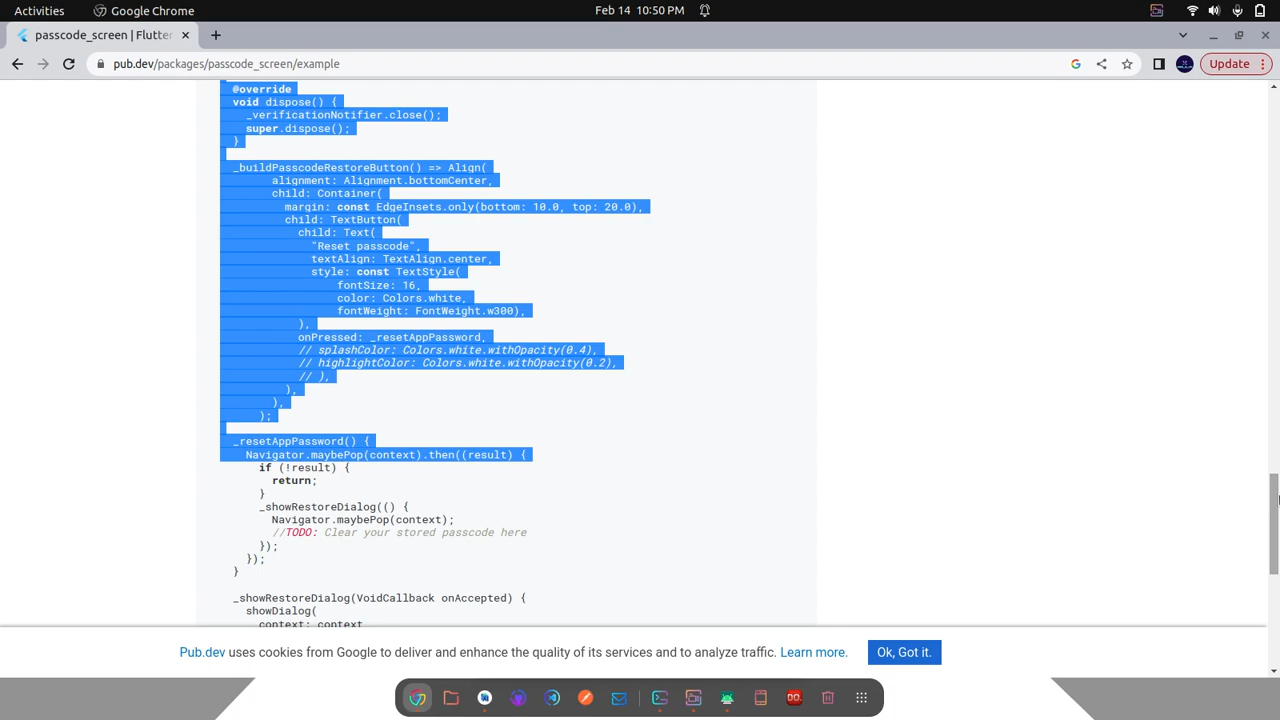 Activities
Google Chrome
Feb 14 10:50 PM
passcode_screen | Flutter
pub.dev/packages/passcode_screen/example
Update
@override
void dispose() {
_verificationNotifier.close();
super.dispose();
}
_buildPasscodeRestoreButton() => Align(
alignment: Alignment.bottomCenter,
child: Container(
margin: const EdgeInsets.only(bottom: 10.0, top: 20.0),
child: TextButton(
child: Text(
"Reset passcode",
textAlign: TextAlign.center,
style: const TextStyle(
fontSize: 16,
color: Colors.white,
fontWeight: FontWeight.w300),
),
onPressed: _resetAppPassword,
// splashColor: Colors.white.withOpacity(0.4),
// highlightColor: Colors.white.withOpacity(0.2),
// ),
),
),
);
_resetAppPassword() {
Navigator.maybePop(context).then((result) {
if (!result) {
return;
}
_showRestoreDialog(() {
Navigator.maybePop(context);
//TODO: Clear your stored passcode here
});
});
}
_showRestoreDialog(VoidCallback onAccepted) {
showDialog(
context: context
Pub.dev uses cookies from Google to deliver and enhance the quality of its services and to analyze traffic. Learn more.
Ok, Got it.
DO.